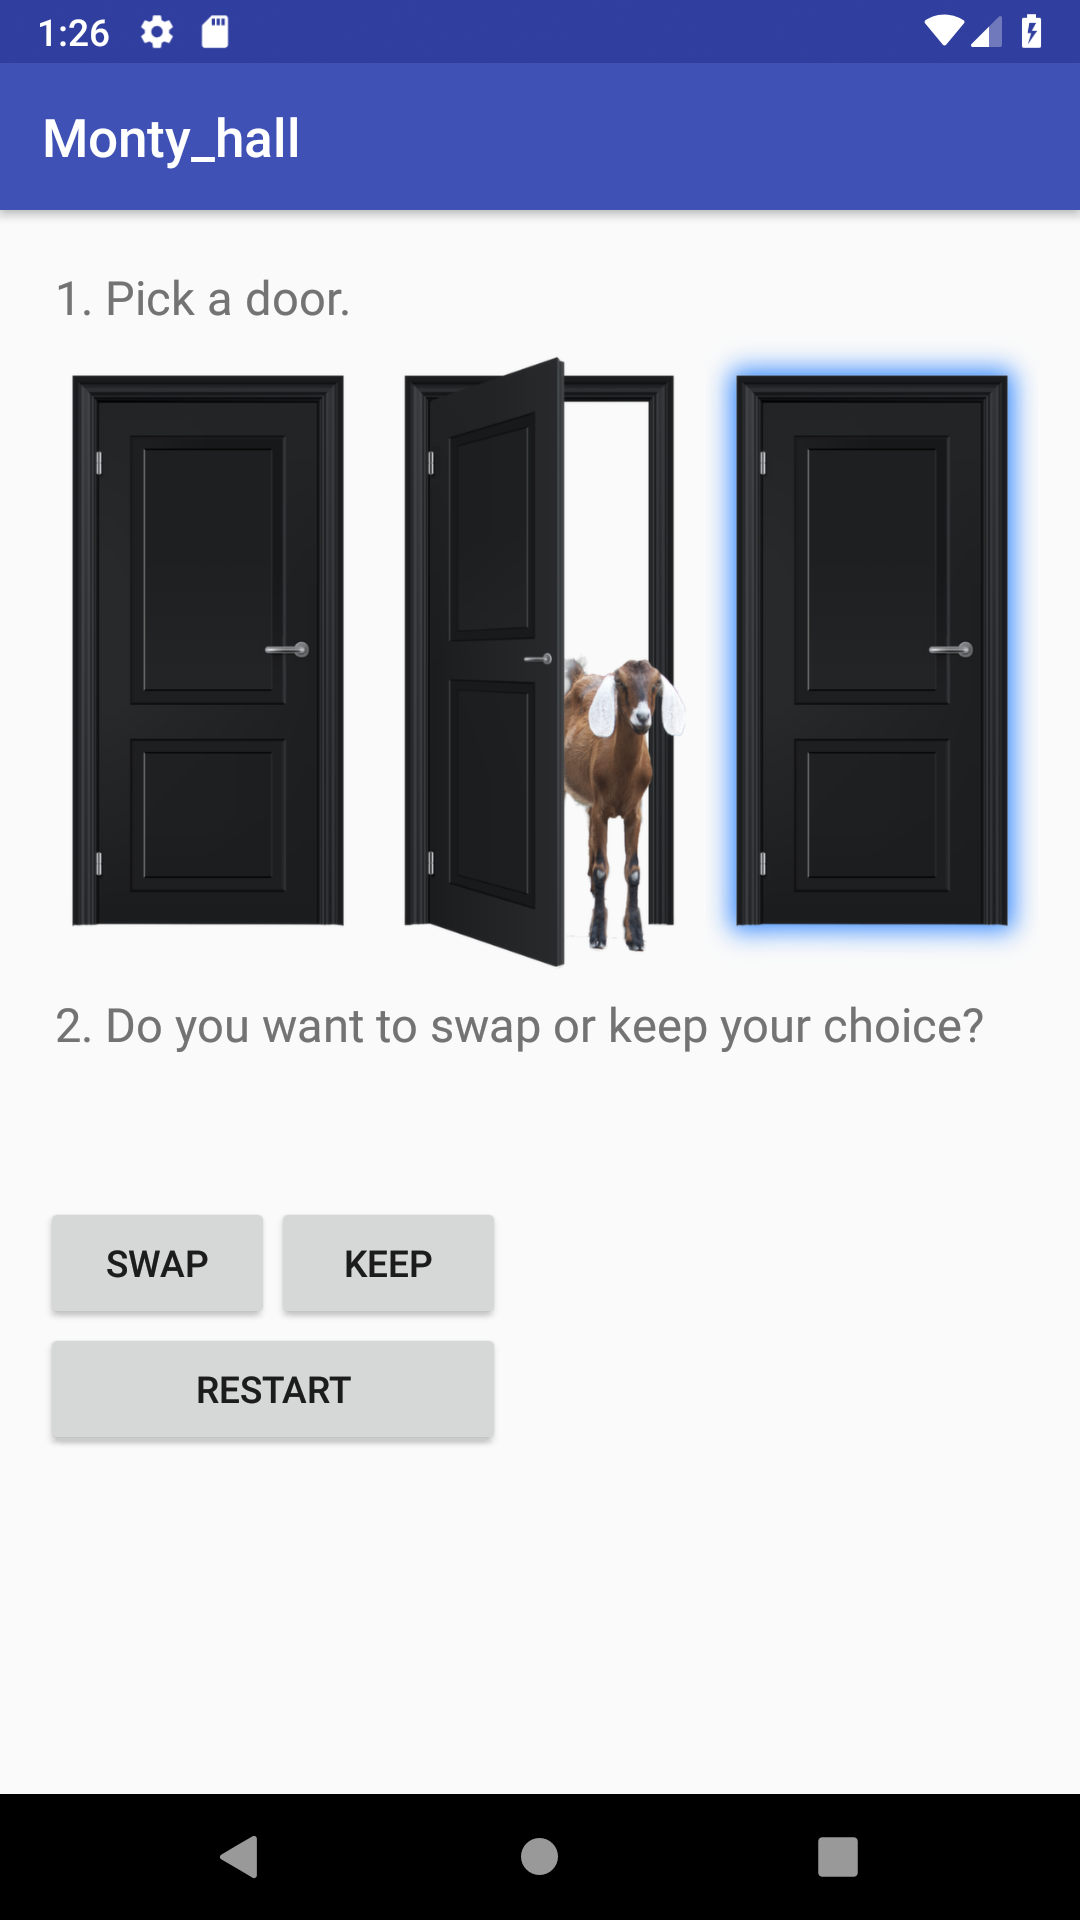 1:26
Monty_hall
1. Pick a door.
2. Do you want to swap or keep your choice?
SWAP KEEP
RESTART